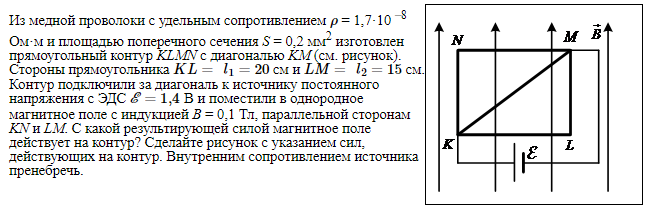 Из медной проволоки с удельным сопротивлением ρ = 1,7·10 –8
Ом·м и площадью поперечного сечения S = 0,2 мм2 изготовлен
прямоугольный контур KLMN с диагональю KM (см. рисунок).
Стороны прямоугольника KL = l1 = 20 см и LM = l2 = 15 см.
Контур подключили за диагональ к источнику постоянного
напряжения с ЭДС ℰ = 1,4 В и поместили в однородное
магнитное поле с индукцией B = 0,1 Тл, параллельной сторонам
KN и LM. С какой результирующей силой магнитное поле
действует на контур? Сделайте рисунок с указанием сил,
действующих на контур. Внутренним сопротивлением источника
пренебречь.
N M B
K L
ℰ